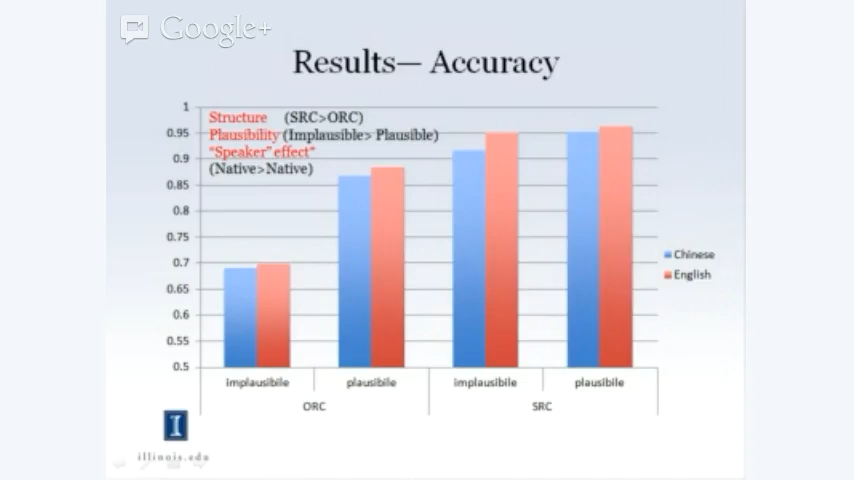 Google+
Results— Accuracy
Structure (SRC>ORC)
Plausibility (Implausible> Plausible)
"Speaker" effect"
(Native>Native)
1
0.95
0.9
0.85
0.8
0.75
0.7
0.65
0.6
0.55
0.5
Chinese
English
implausibile plausibile implausibile plausibile
ORC SRC
I
illinois.edu